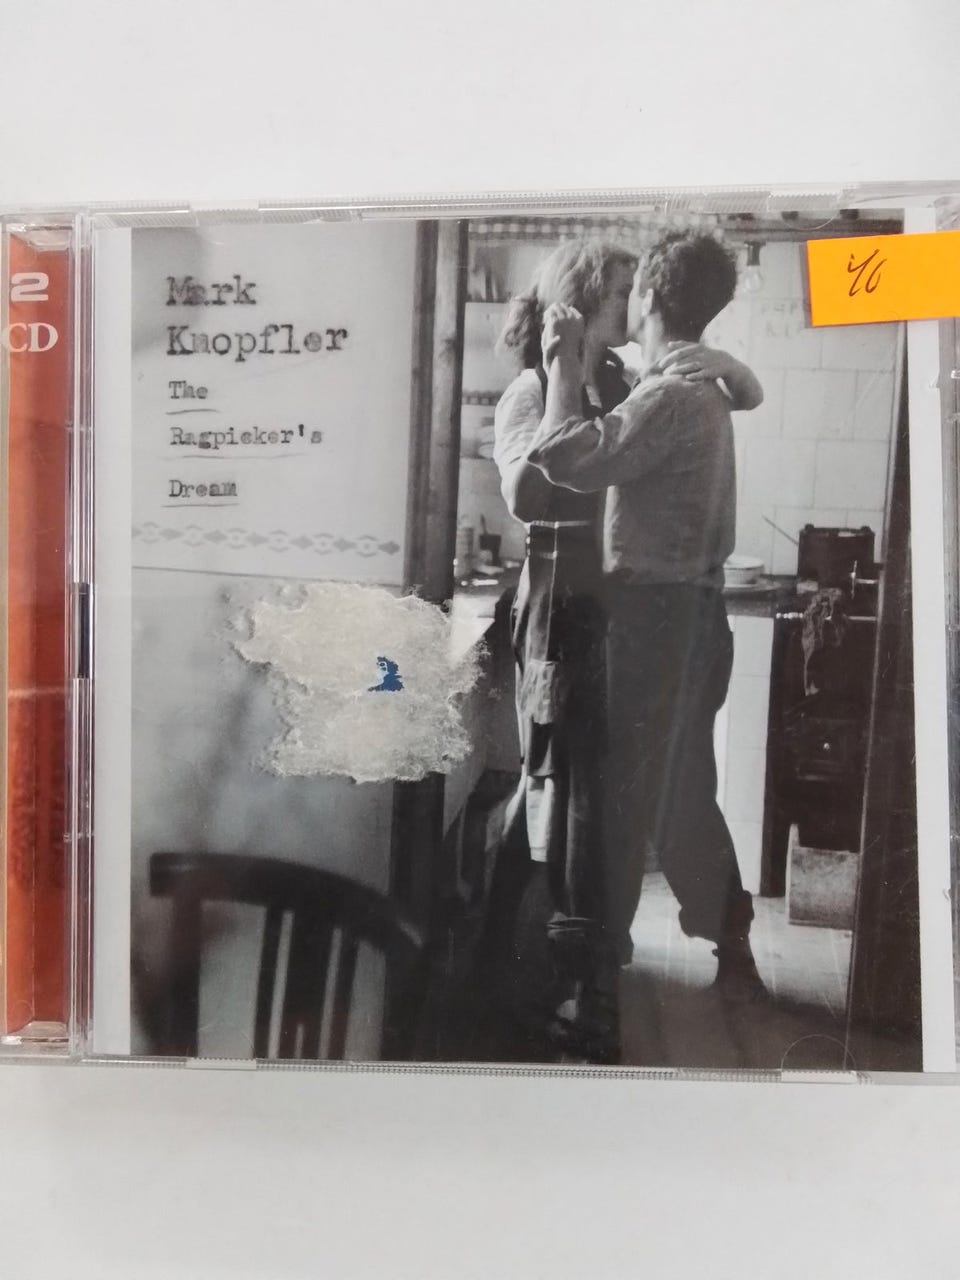 2
CD
Mark
Knopfler
The
Ragpicker's
Dream